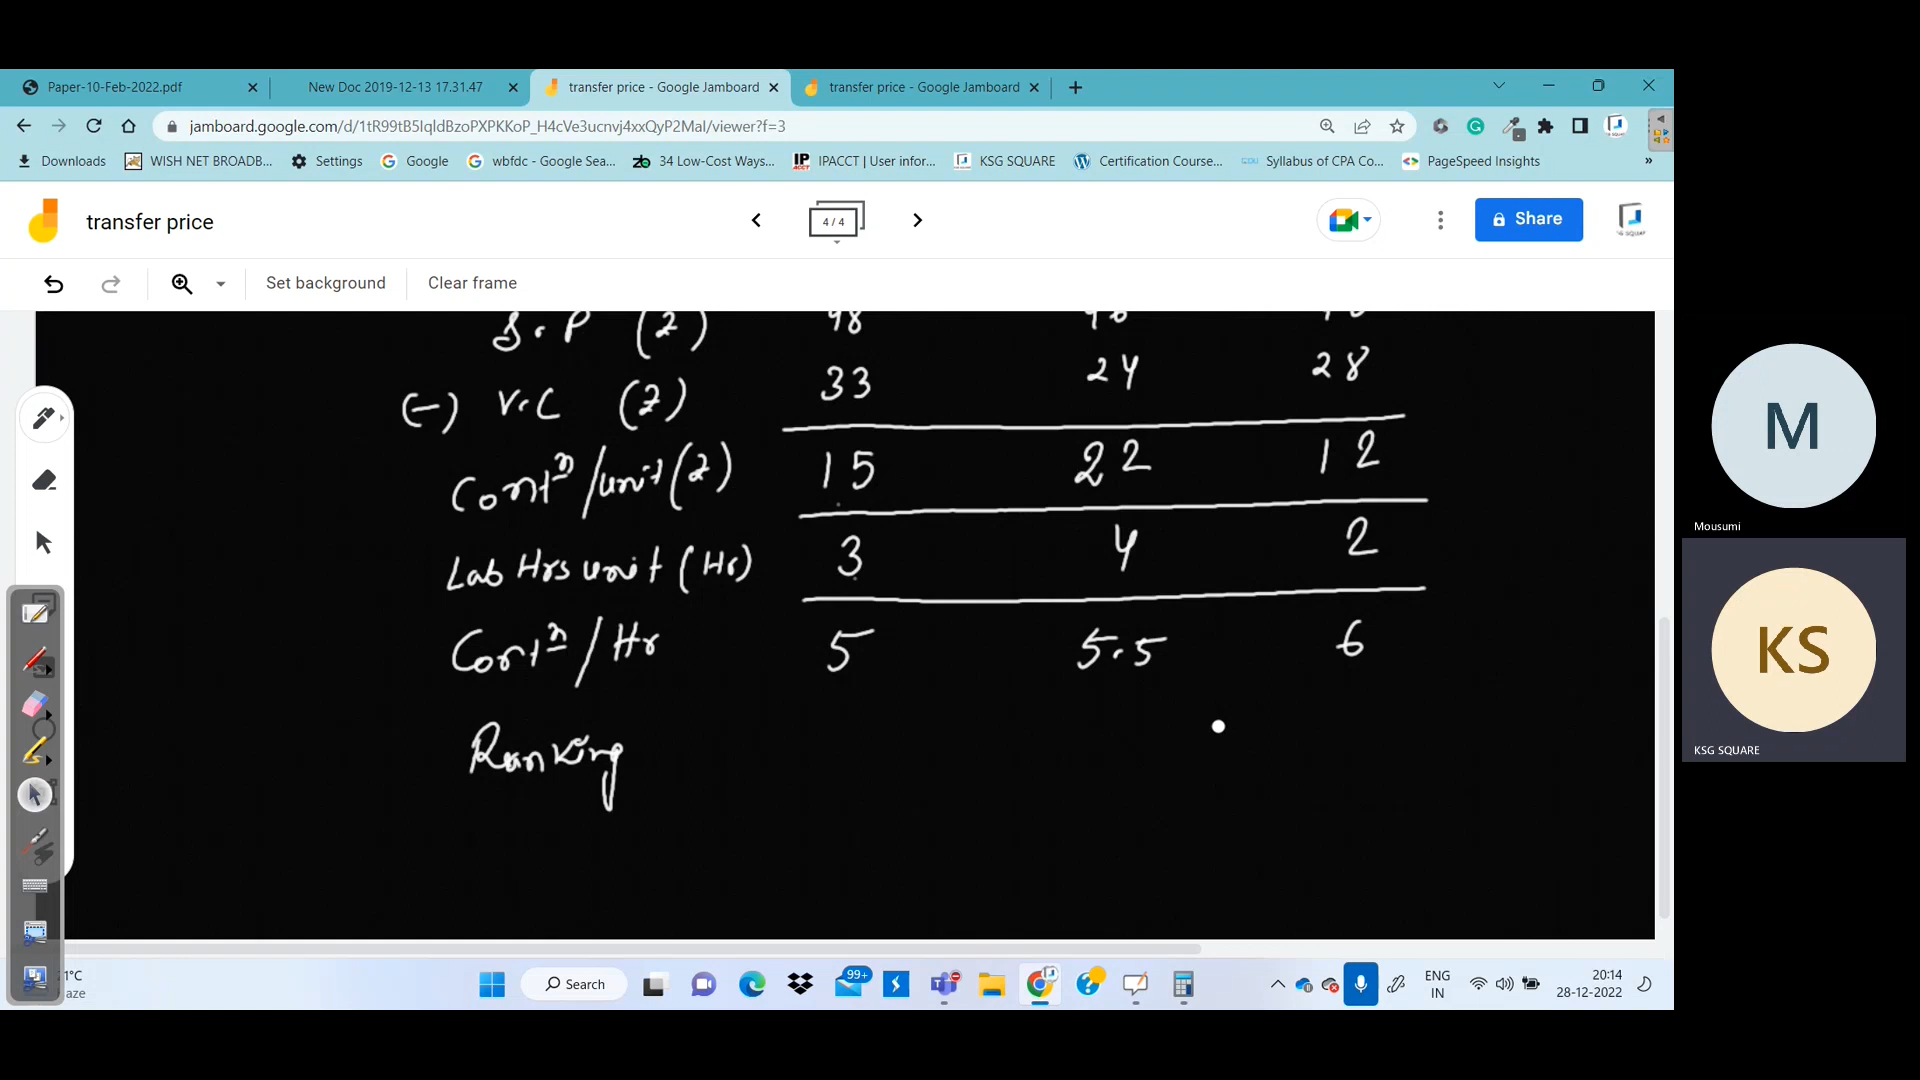 Paper-10-Feb-2022.pdf New Doc 2019-12-13 17.31.47 transfer price - Google Jamboard transfer price - Google Jamboard
jamboard.google.com/d/1tR99tB5IqldBzoPXPKKoP_H4cVe3ucnvj4xxQyP2MaI/viewer?f=3
Downloads WISH NET BROADB... Settings Google wbfdc - Google Sea... 34 Low-Cost Ways... IPACCT | User infor... KSG SQUARE Certification Course... Syllabus of CPA Co... PageSpeed Insights »
transfer price 4 / 4 Share
Set background Clear frame
S.P (₹) 48 46
(-) V.C (₹) 33 24 28
Contn/unit (₹) 15 22 12
Lab Hrs unit (Hr) 3 4 2
Contn/Hr 5 5.5 6
Ranking
M
Mousumi
KS
KSG SQUARE
Search 99+ ENG IN 20:14 28-12-2022